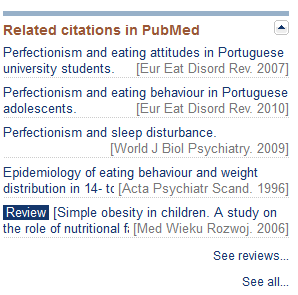 Related citations in PubMed
Perfectionism and eating attitudes in Portuguese
university students. [Eur Eat Disord Rev. 2007]
Perfectionism and eating behaviour in Portuguese
adolescents. [Eur Eat Disord Rev. 2010]
Perfectionism and sleep disturbance.
[World J Biol Psychiatry. 2009]
Epidemiology of eating behaviour and weight
distribution in 14- to [Acta Psychiatr Scand. 1996]
Review [Simple obesity in children. A study on
the role of nutritional [Med Wieku Rozwoj. 2006]
See reviews...
See all...